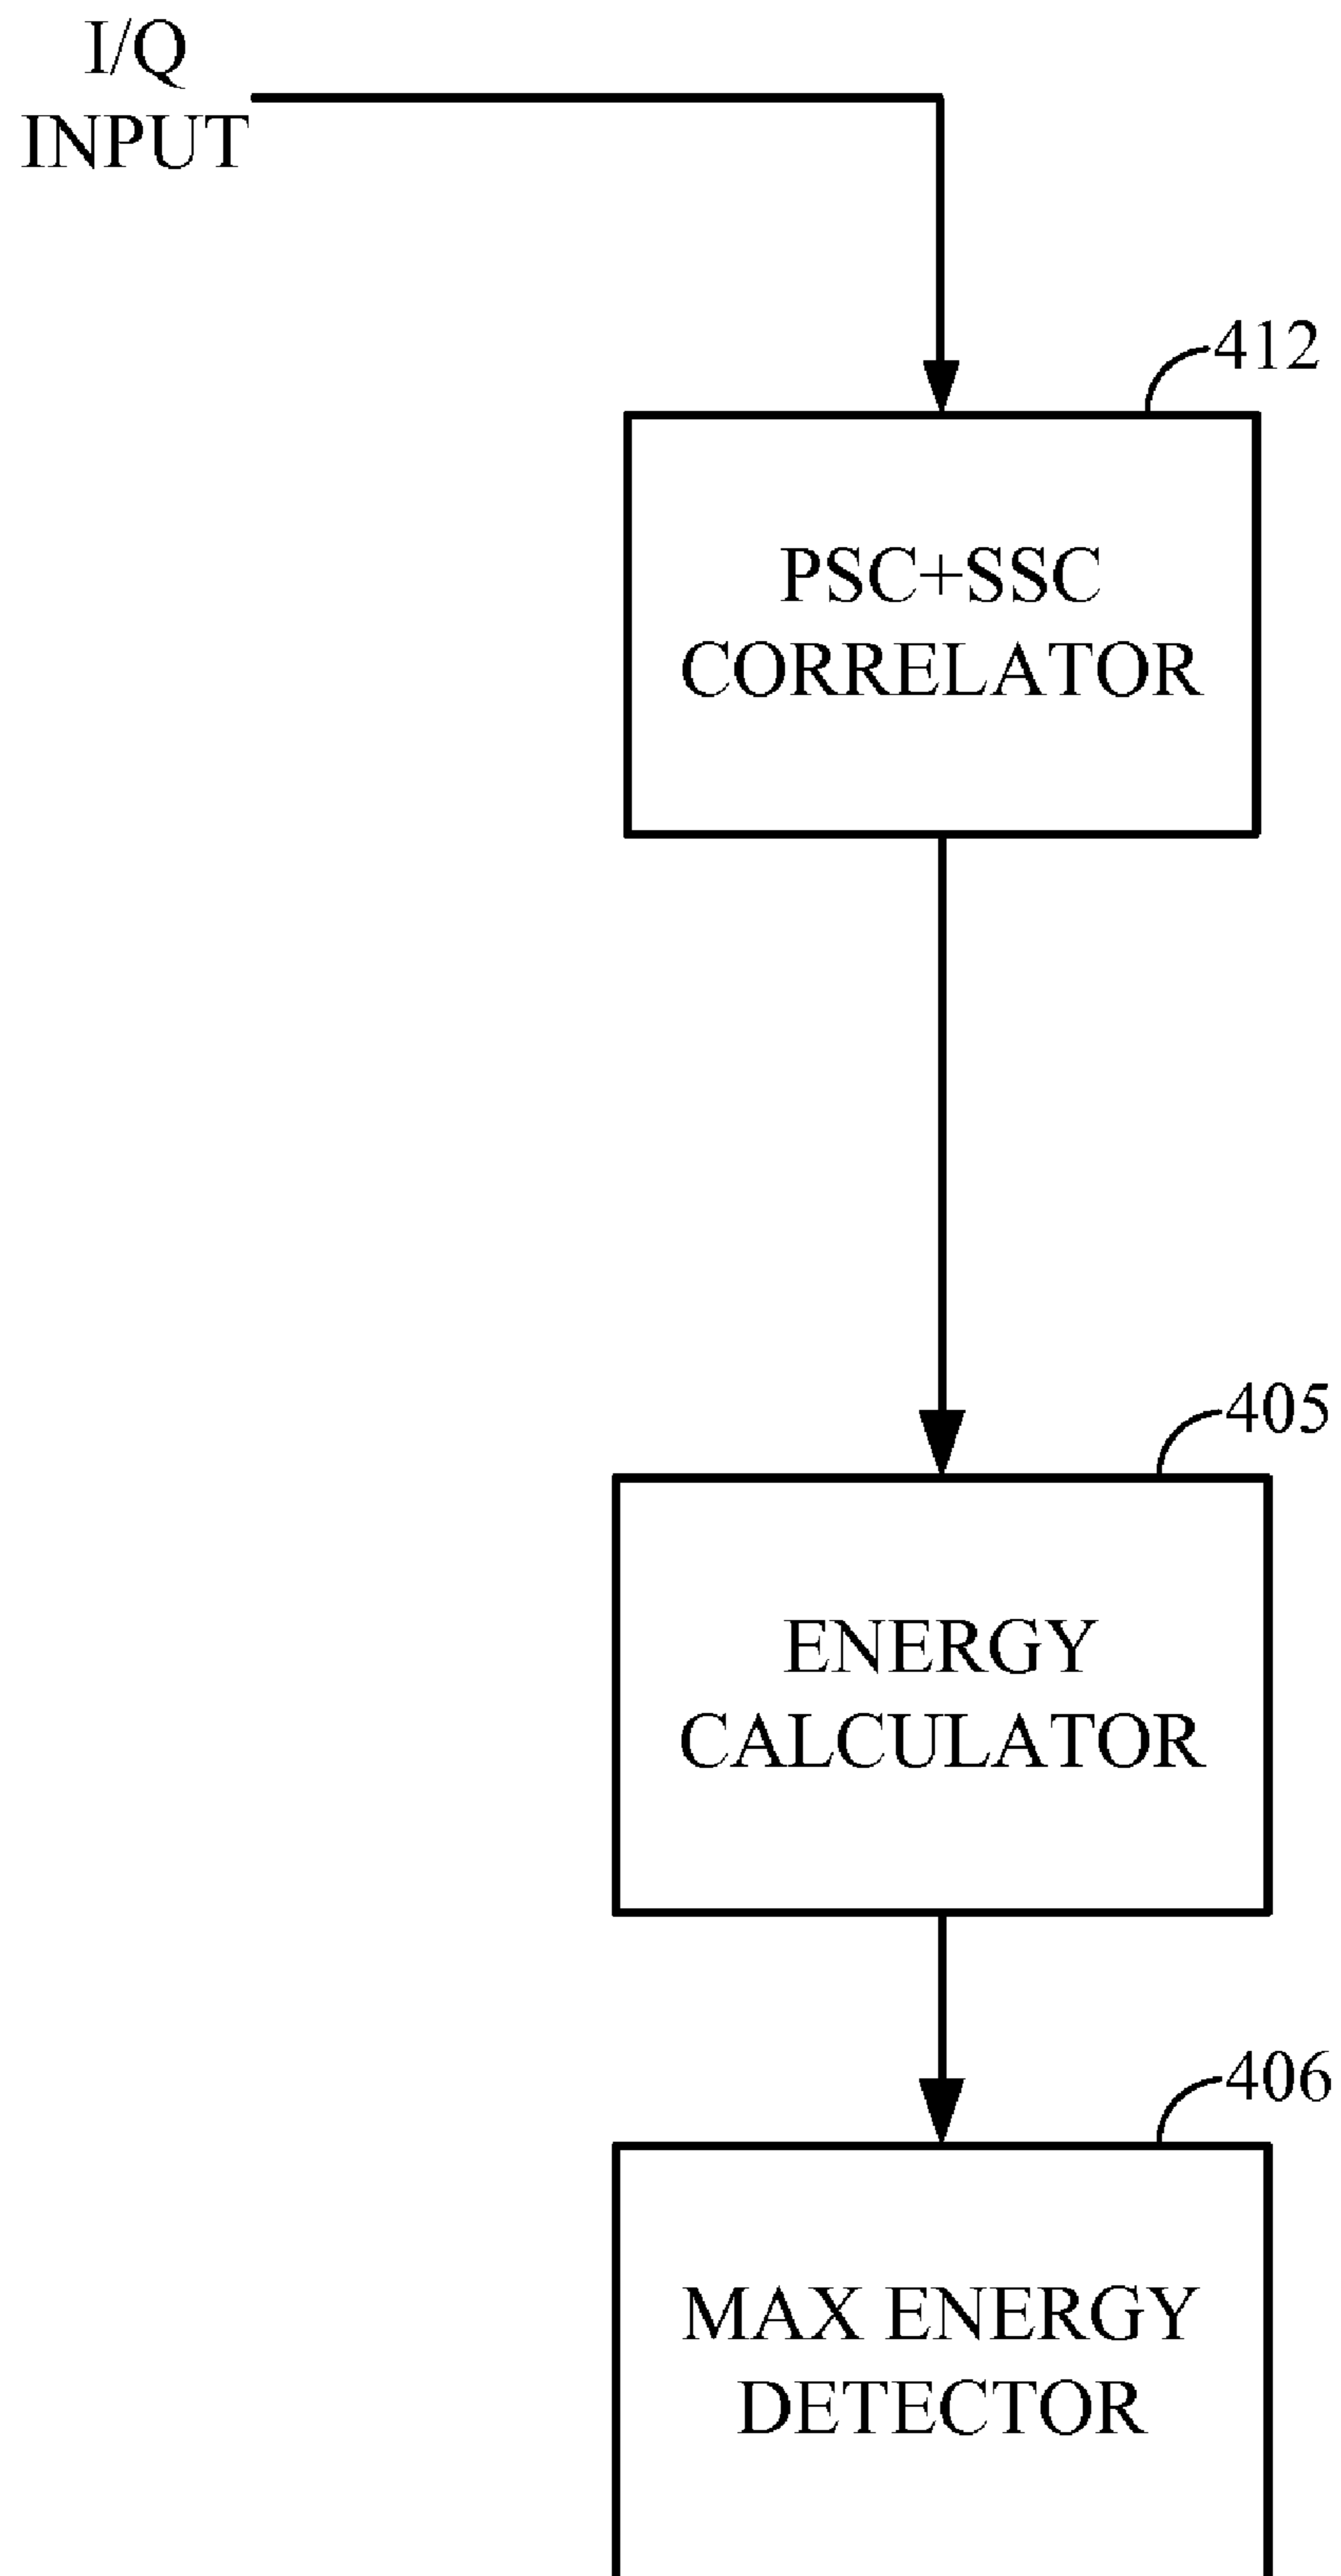 I/Q
INPUT
412
PSC+SSC
CORRELATOR
405
ENERGY
CALCULATOR
406
MAX ENERGY
DETECTOR